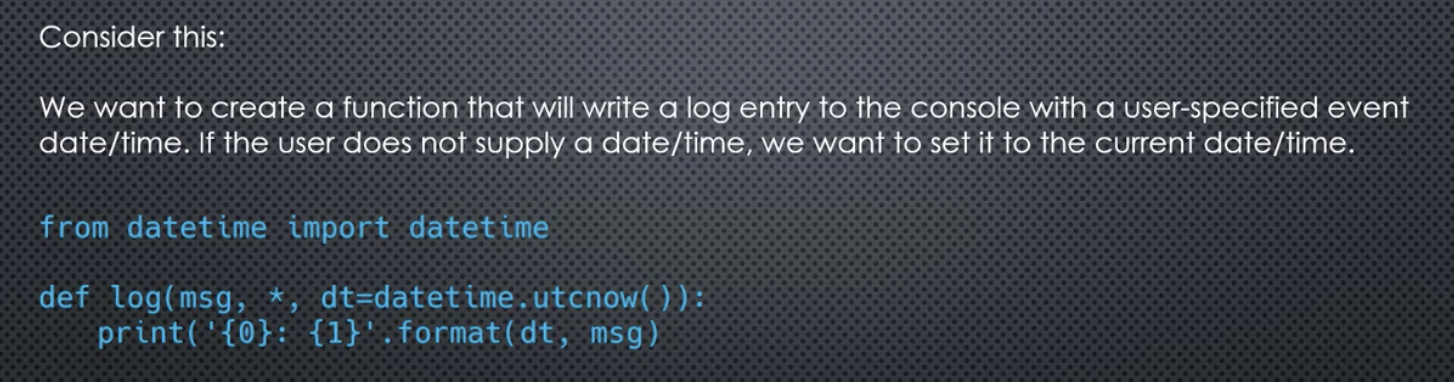 Consider this:
We want to create a function that will write a log entry to the console with a user-specified event
date/time. If the user does not supply a date/time, we want to set it to the current date/time.
from datetime import datetime
def log(msg, *, dt=datetime.utcnow()):
    print('{0}: {1}'.format(dt, msg)